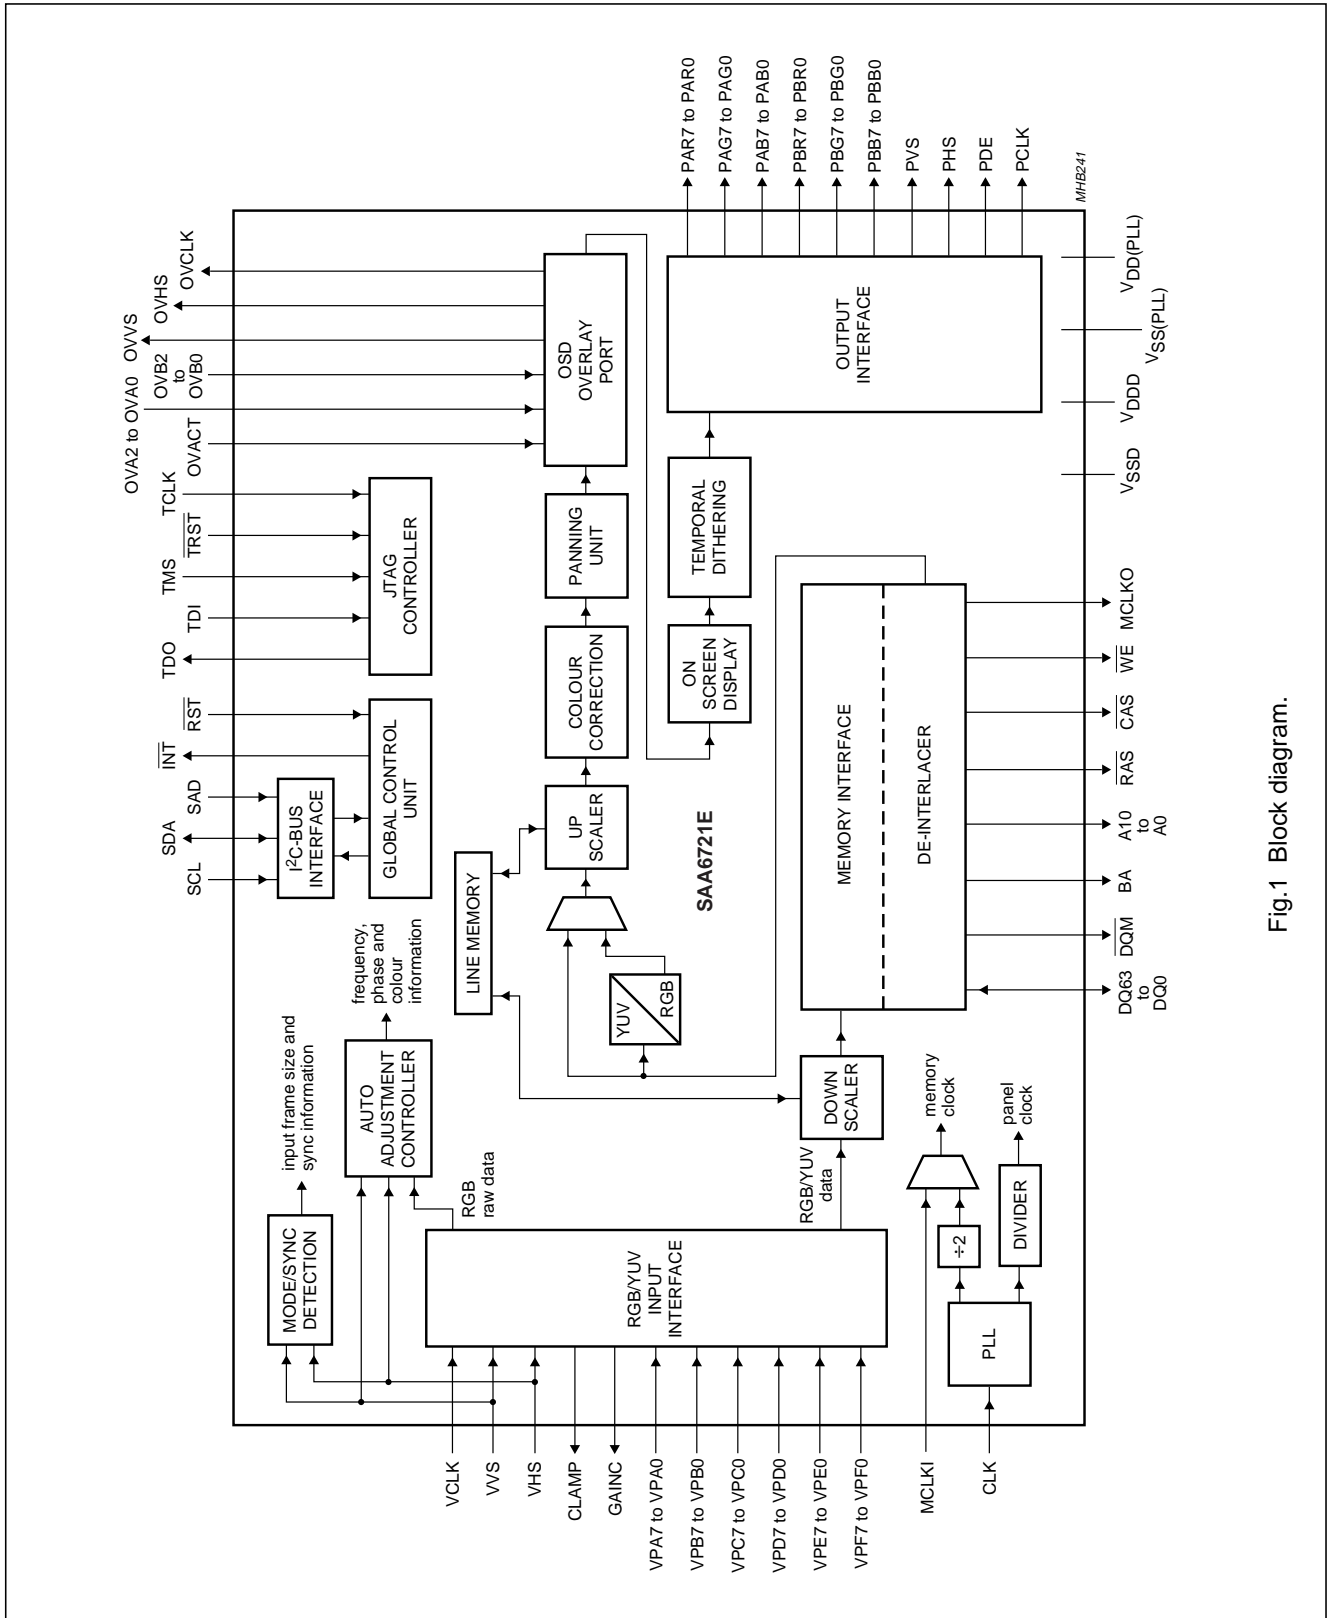 SCL
SDA
SAD
INT
RST
TDO
TDI
TMS
TRST
TCLK
OVACT
OVA2 to OVA0
OVB2
to
OVB0
OVVS
OVHS
OVCLK
I²C-BUS
INTERFACE
GLOBAL CONTROL
UNIT
JTAG
CONTROLLER
input frame size and
sync information
MODE/SYNC
DETECTION
frequency,
phase and
colour
information
AUTO
ADJUSTMENT
CONTROLLER
RGB
raw data
LINE MEMORY
YUV
RGB
UP
SCALER
COLOUR
CORRECTION
PANNING
UNIT
OSD
OVERLAY
PORT
SAA6721E
ON
SCREEN
DISPLAY
TEMPORAL
DITHERING
OUTPUT
INTERFACE
PAR7 to PAR0
PAG7 to PAG0
PAB7 to PAB0
PBR7 to PBR0
PBG7 to PBG0
PBB7 to PBB0
PVS
PHS
PDE
PCLK
MHB241
VCLK
VVS
VHS
CLAMP
GAINC
VPA7 to VPA0
VPB7 to VPB0
VPC7 to VPC0
VPD7 to VPD0
VPE7 to VPE0
VPF7 to VPF0
MCLKI
CLK
RGB/YUV
INPUT
INTERFACE
RGB/YUV
data
DOWN
SCALER
MEMORY INTERFACE
DE-INTERLACER
PLL
÷2
DIVIDER
memory
clock
panel
clock
DQ63
to
DQ0
DQM
BA
A10
to
A0
RAS
CAS
WE
MCLKO
VSSD
VDDD
VSS(PLL)
VDD(PLL)
Fig.1 Block diagram.